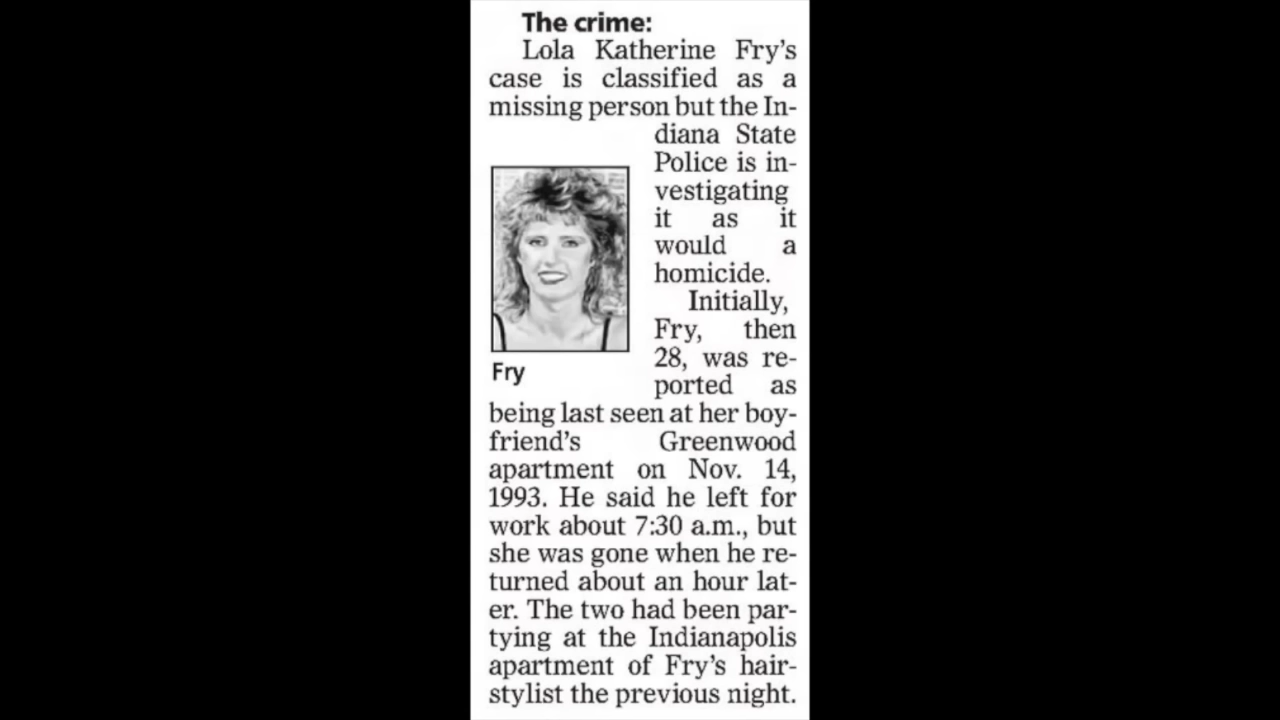 The crime:
Lola Katherine Fry's
case is classified as a
missing person but the In-
diana State
Police is in-
vestigating
it as it
would a
homicide.
Initially,
Fry, then
28, was re-
ported as
being last seen at her boy-
friend's Greenwood
apartment on Nov. 14,
1993. He said he left for
work about 7:30 a.m., but
she was gone when he re-
turned about an hour lat-
er. The two had been par-
tying at the Indianapolis
apartment of Fry's hair-
stylist the previous night.
Fry